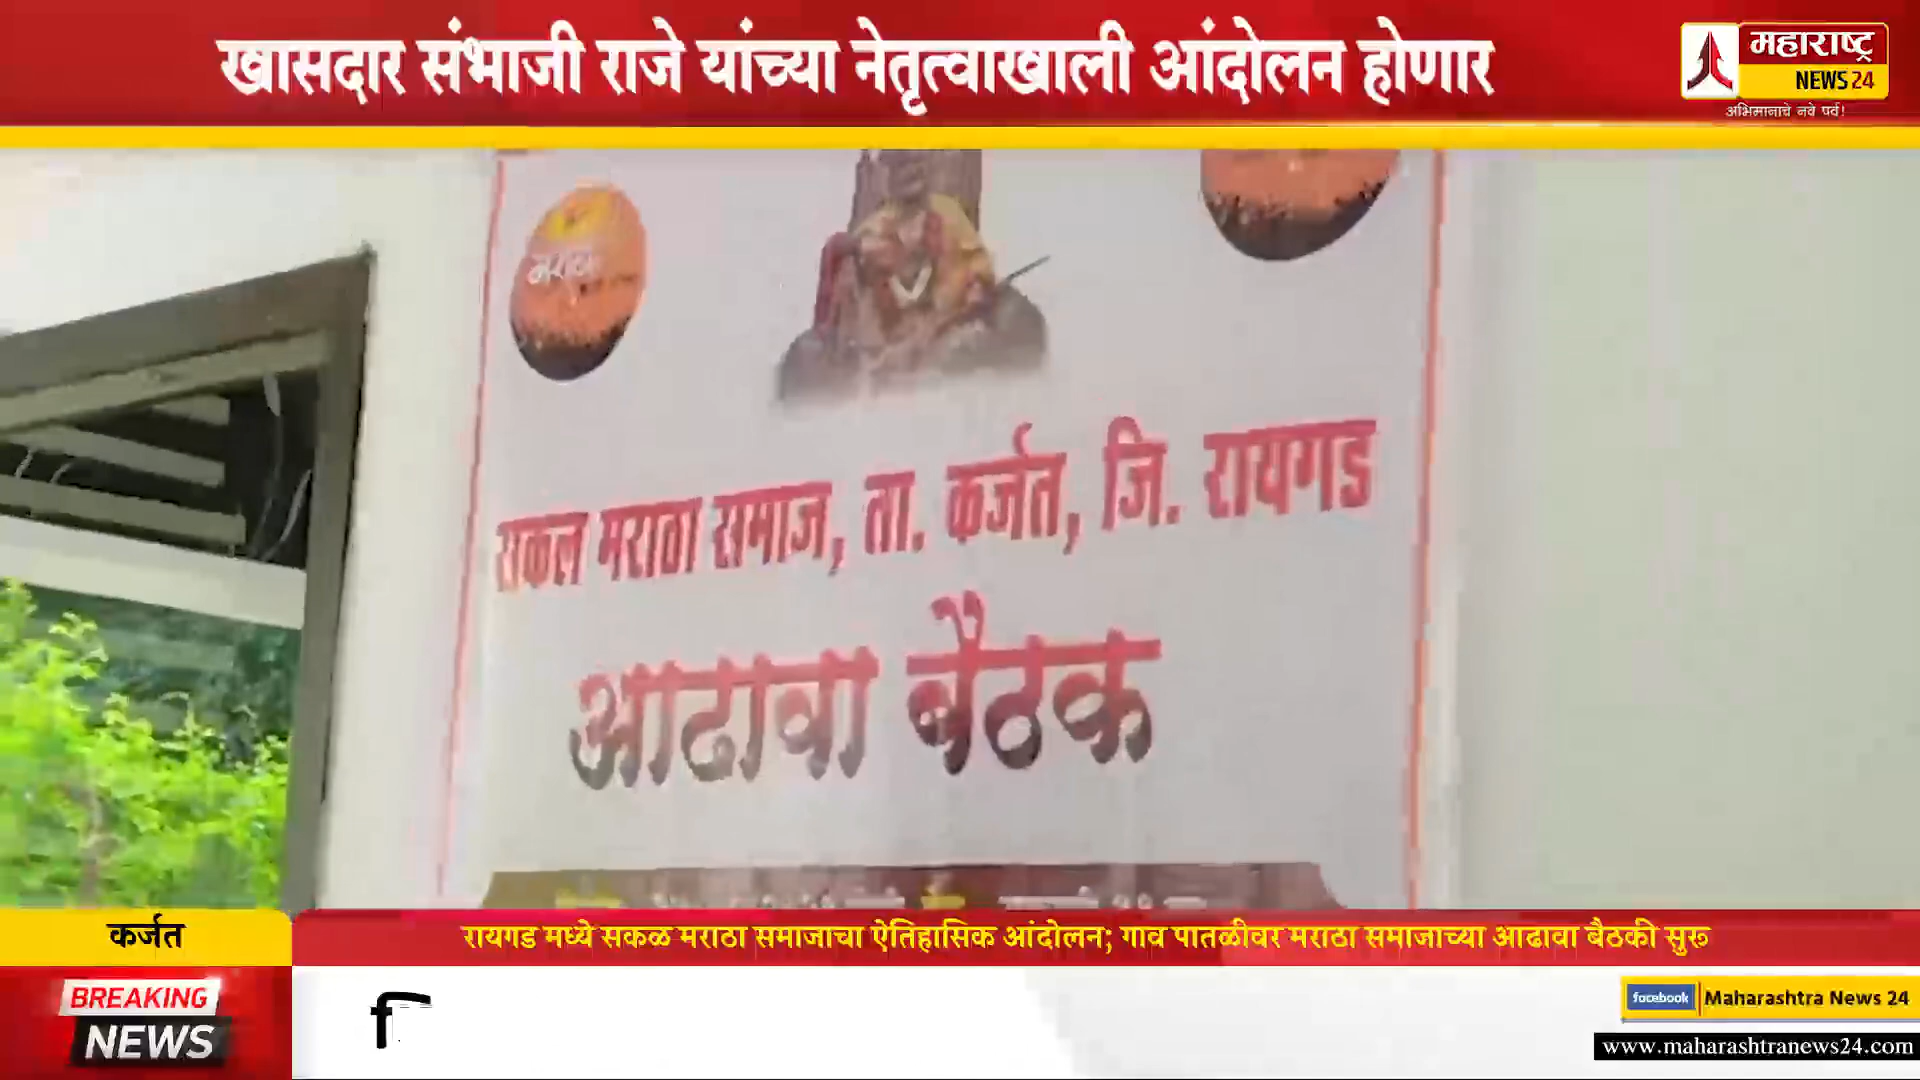 खासदार संभाजी राजे यांच्या नेतृत्वाखाली आंदोलन होणार
महाराष्ट्र
NEWS 24
अभिमानाचे नवे पर्व!
मराठा
सकल मराठा समाज, ता. कर्जत, जि. रायगड
आढावा बैठक
कर्जत
रायगड मध्ये सकळ मराठा समाजाचा ऐतिहासिक आंदोलन; गाव पातळीवर मराठा समाजाच्या आढावा बैठकी सुरू
BREAKING
NEWS
facebook Maharashtra News 24
www.maharashtranews24.com